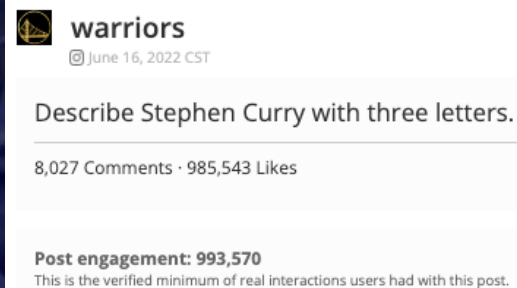 warriors
June 16, 2022 CST
Describe Stephen Curry with three letters.
8,027 Comments · 985,543 Likes
Post engagement: 993,570
This is the verified minimum of real interactions users had with this post.